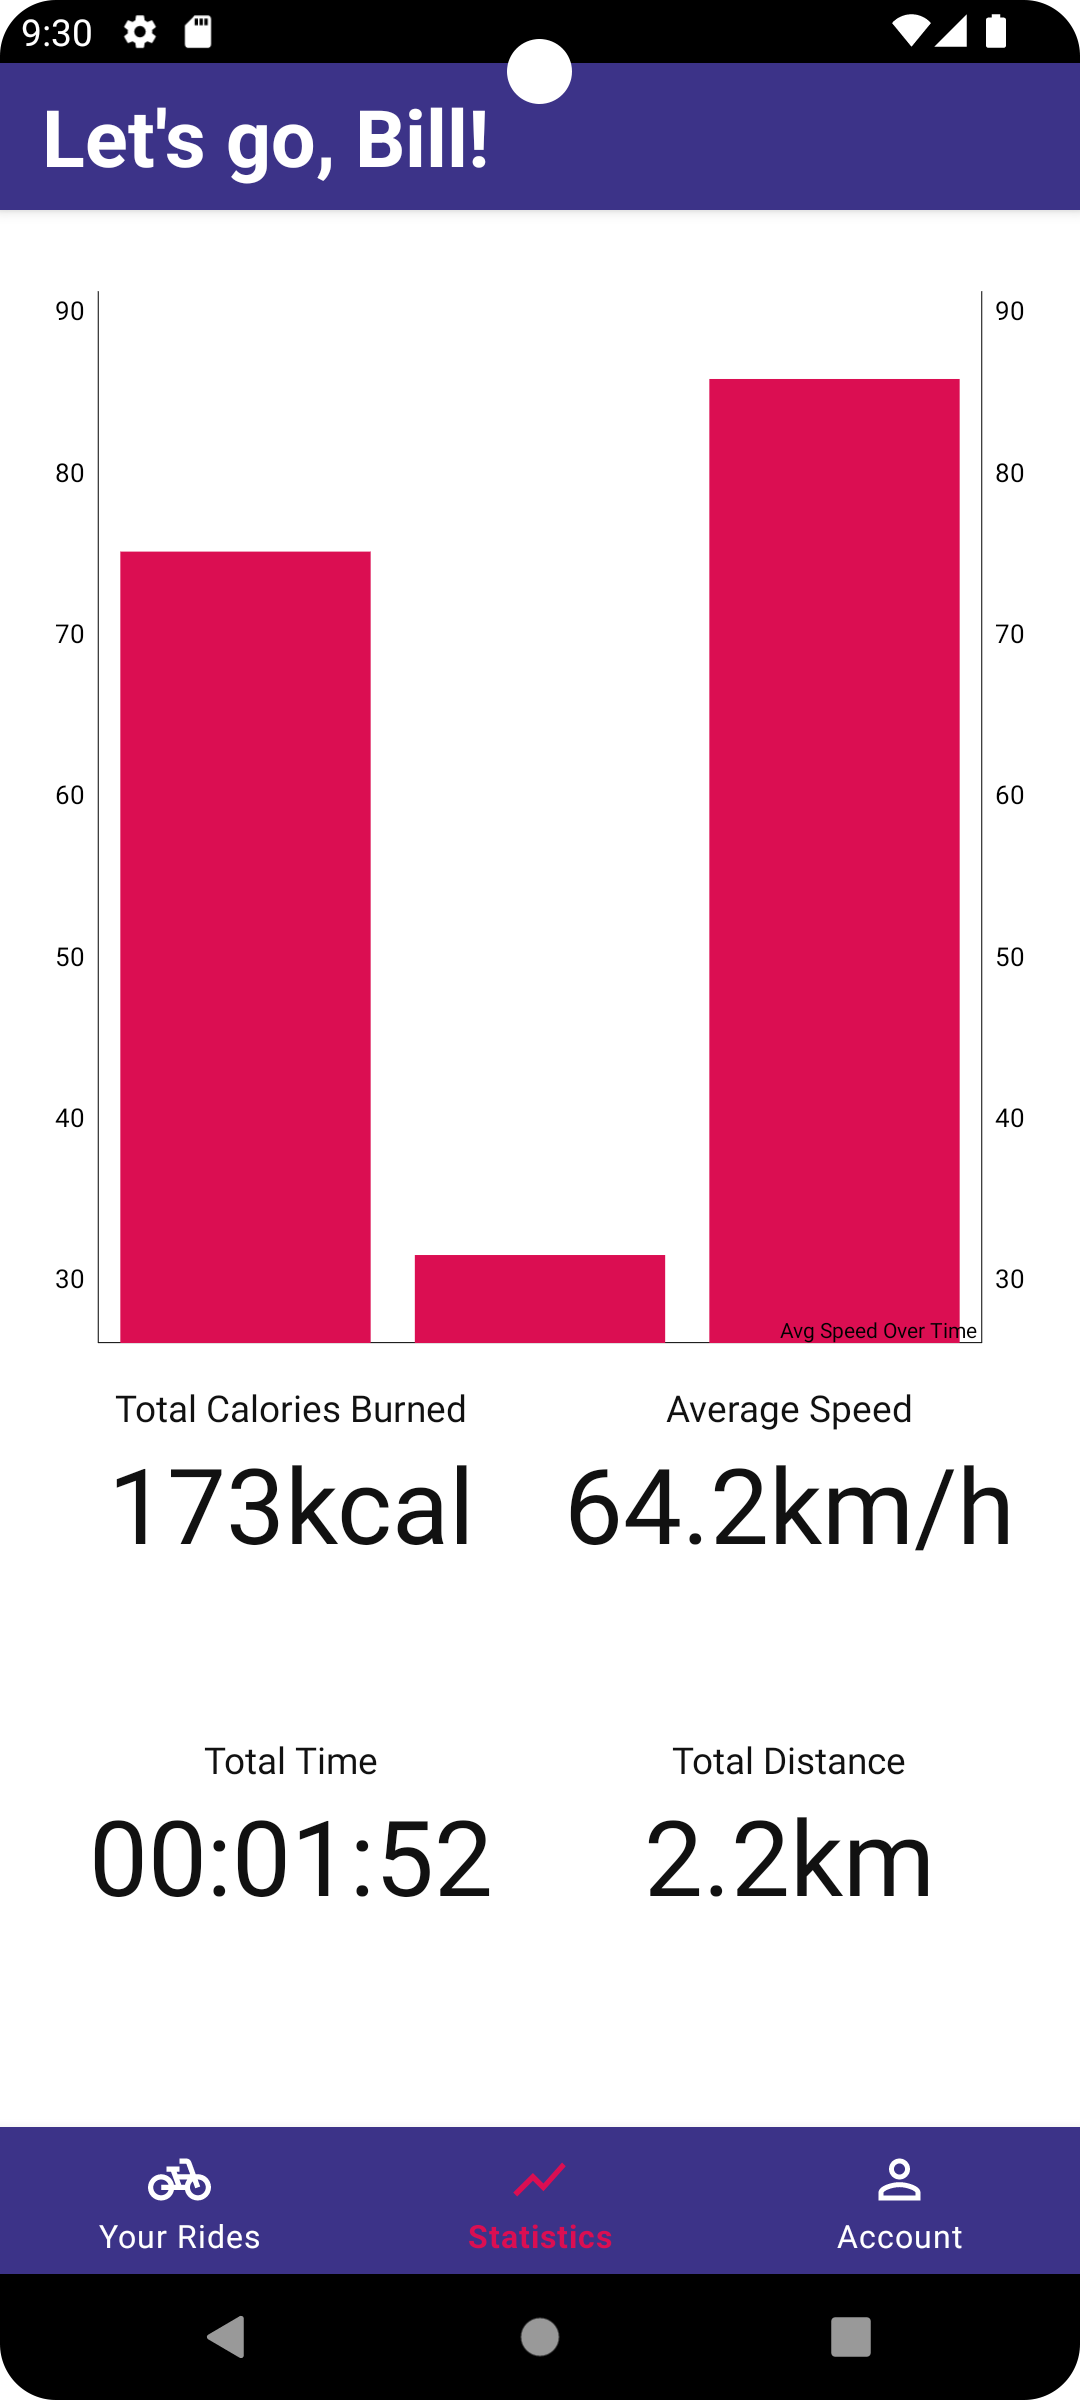 9:30
Let's go, Bill!
90 90
80 80
70 70
60 60
50 50
40 40
30 30
Avg Speed Over Time
Total Calories Burned Average Speed
173kcal 64.2km/h
Total Time Total Distance
00:01:52 2.2km
Your Rides Statistics Account